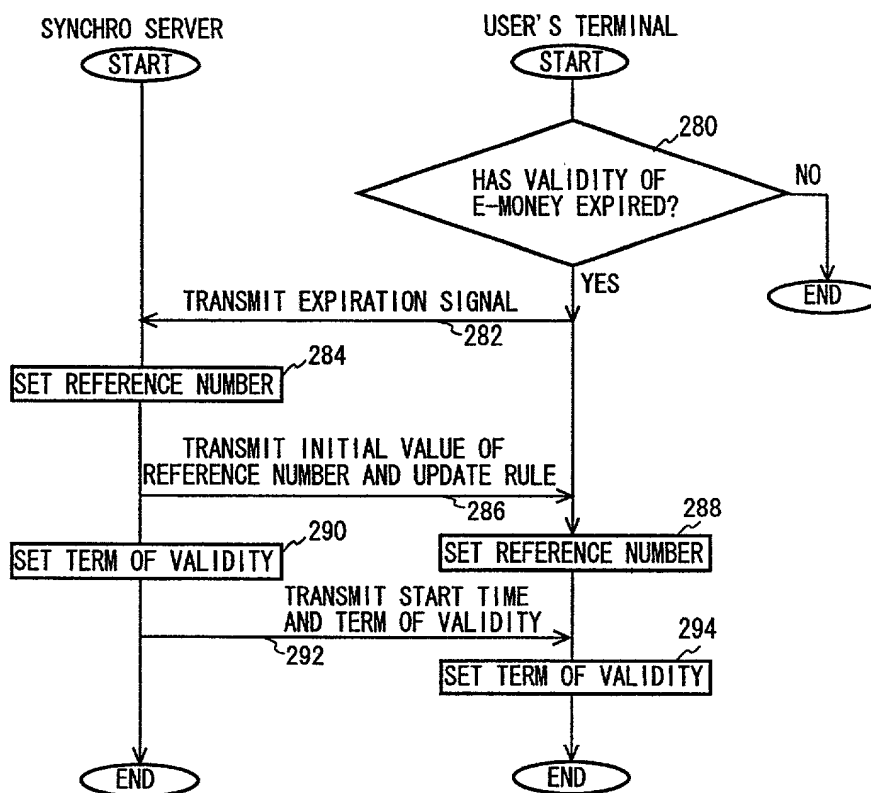 SYNCHRO SERVER
USER'S TERMINAL
START
START
280
HAS VALIDITY OF
E-MONEY EXPIRED?
NO
YES
END
TRANSMIT EXPIRATION SIGNAL
282
284
SET REFERENCE NUMBER
TRANSMIT INITIAL VALUE OF
REFERENCE NUMBER AND UPDATE RULE
286
288
SET REFERENCE NUMBER
290
SET TERM OF VALIDITY
TRANSMIT START TIME
AND TERM OF VALIDITY
292
294
SET TERM OF VALIDITY
END
END